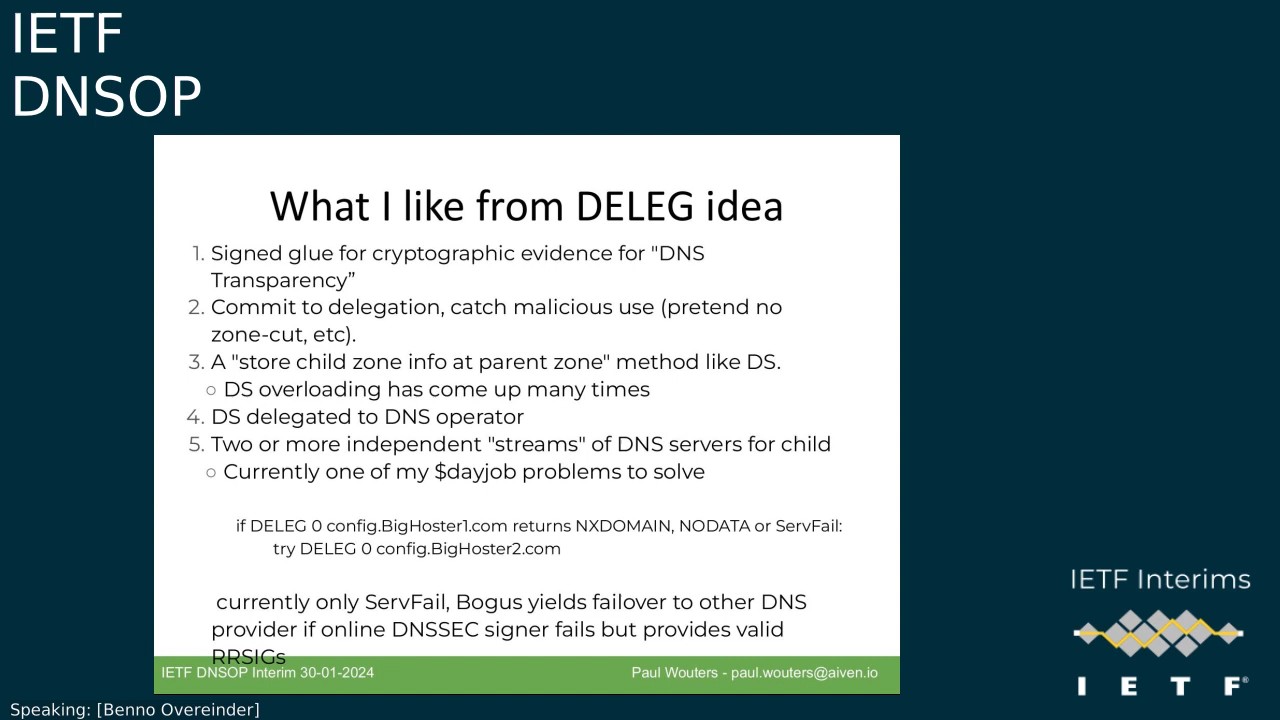 IETF
DNSOP
What I like from DELEG idea
1. Signed glue for cryptographic evidence for "DNS
Transparency”
2. Commit to delegation, catch malicious use (pretend no
zone-cut, etc).
3. A "store child zone info at parent zone" method like DS.
○ DS overloading has come up many times
4. DS delegated to DNS operator
5. Two or more independent "streams" of DNS servers for child
○ Currently one of my $dayjob problems to solve
if DELEG 0 config.BigHoster1.com returns NXDOMAIN, NODATA or ServFail:
try DELEG 0 config.BigHoster2.com
currently only ServFail, Bogus yields failover to other DNS
provider if online DNSSEC signer fails but provides valid
RRSIGs
IETF DNSOP Interim 30-01-2024
Paul Wouters - paul.wouters@aiven.io
IETF Interims
I E T F®
Speaking: [Benno Overeinder]